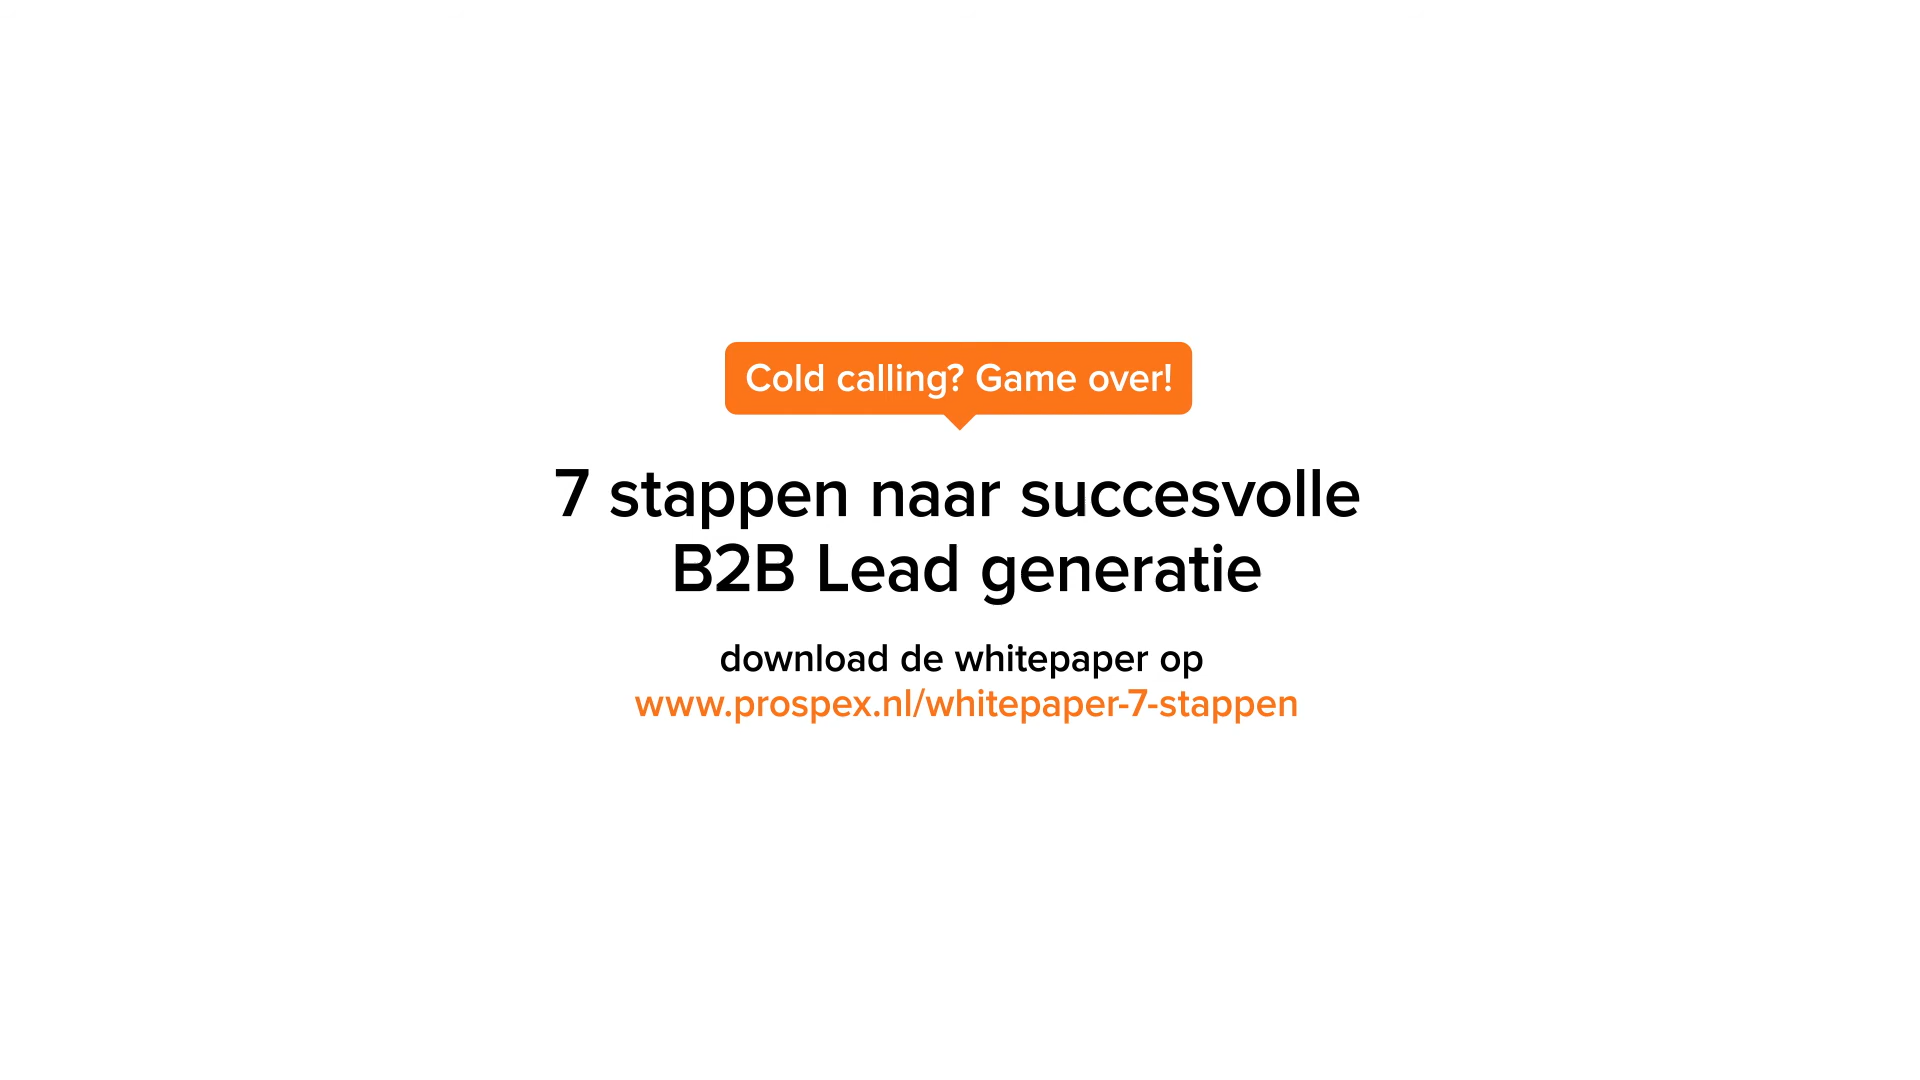 Cold calling? Game over!
7 stappen naar succesvolle
B2B Lead generatie
download de whitepaper op
www.prospex.nl/whitepaper-7-stappen